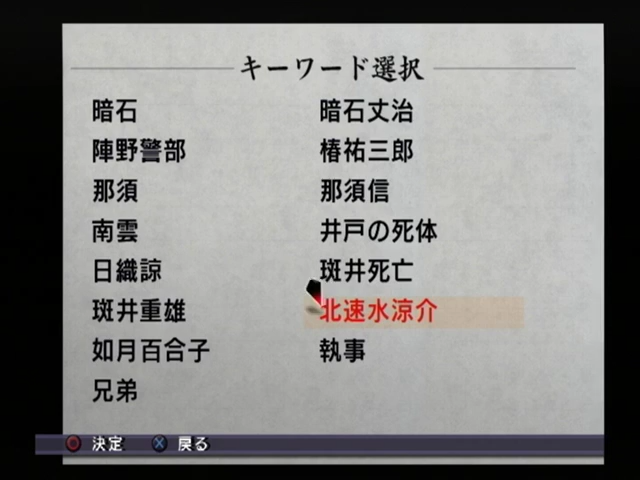 キーワード選択
暗石 暗石丈治
陣野警部 椿祐三郎
那須 那須信
南雲 井戸の死体
日織諒 斑井死亡
斑井重雄 北速水涼介
如月百合子 執事
兄弟
決定 戻る